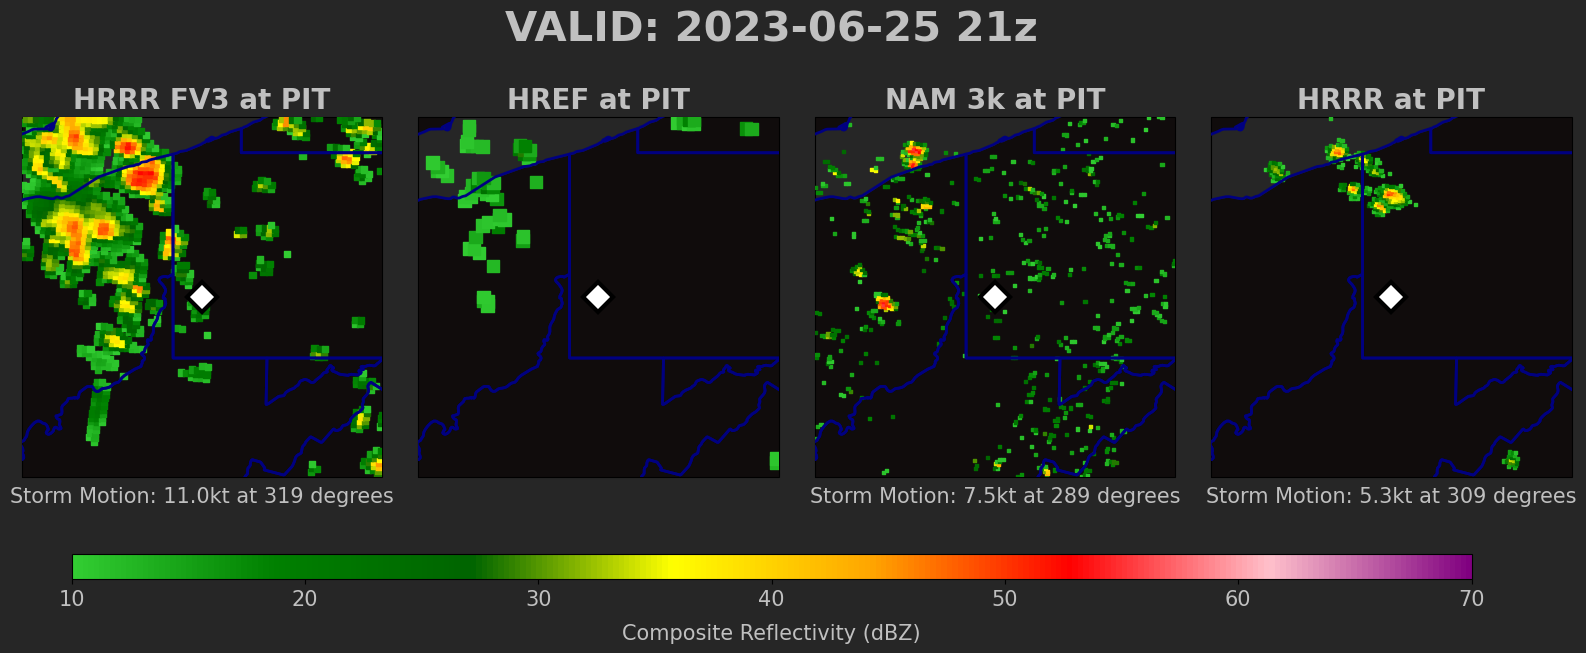 VALID: 2023-06-25 21z
HRRR FV3 at PIT
HREF at PIT
NAM 3k at PIT
HRRR at PIT
Storm Motion: 11.0kt at 319 degrees
Storm Motion: 7.5kt at 289 degrees
Storm Motion: 5.3kt at 309 degrees
10 20 30 40 50 60 70
Composite Reflectivity (dBZ)